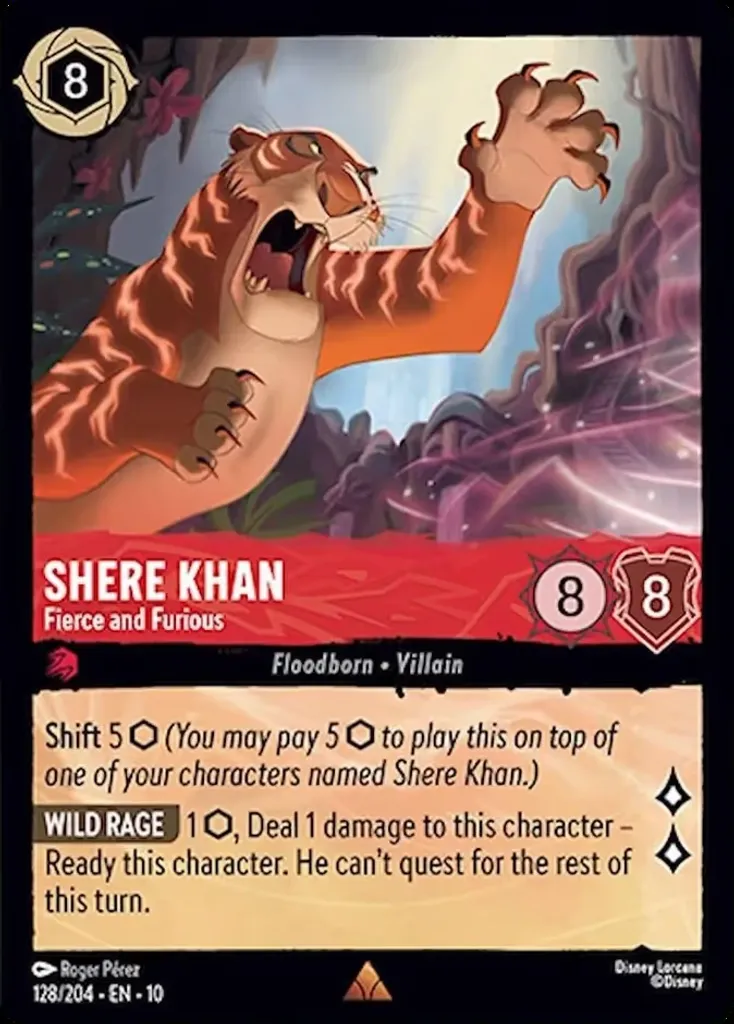 8
SHERE KHAN
Fierce and Furious
8 8
Floodborn • Villain
Shift 5 ⬡ (You may pay 5 ⬡ to play this on top of
one of your characters named Shere Khan.)
WILD RAGE 1 ⬡, Deal 1 damage to this character –
Ready this character. He can't quest for the rest of
this turn.
Roger Pérez
Disney Lorcana
128/204 • EN • 10
©Disney